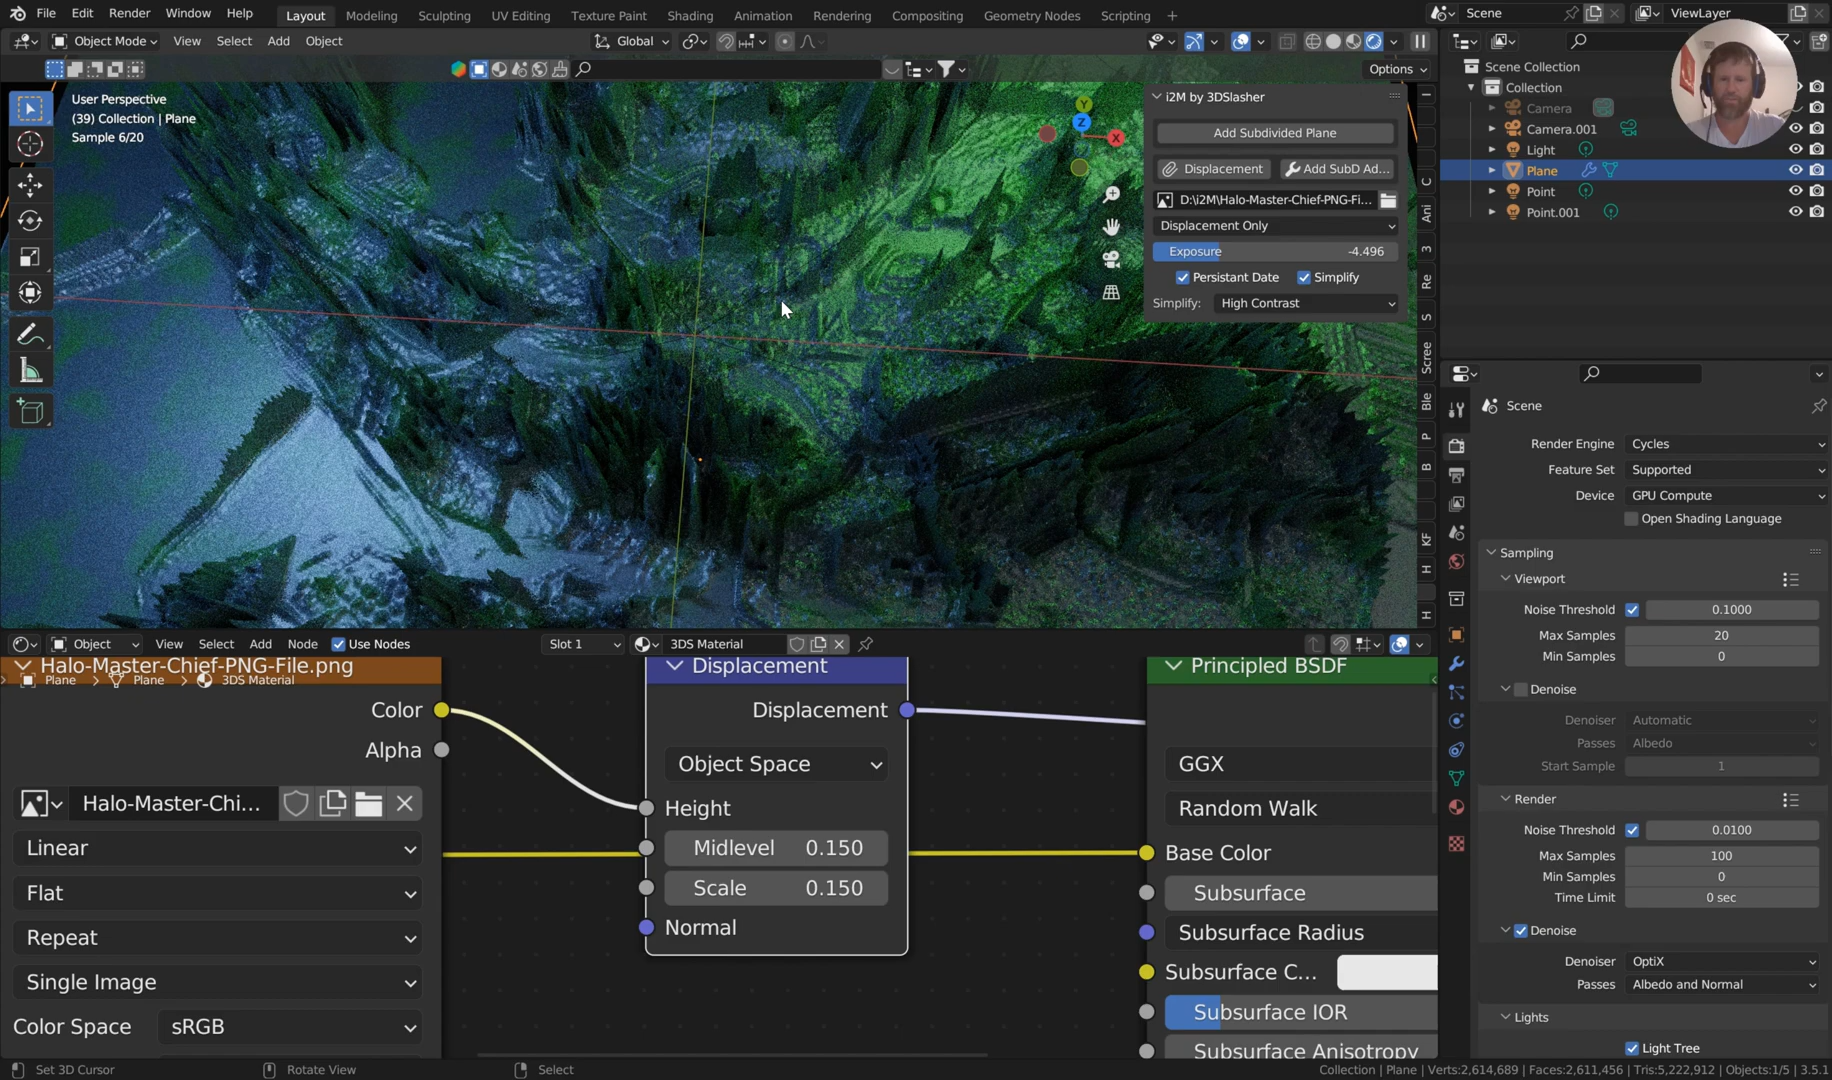 File Edit Render Window Help Layout Modeling Sculpting UV Editing Texture Paint Shading Animation Rendering Compositing Geometry Nodes Scripting + Scene ViewLayer
Object Mode View Select Add Object Global
Options
User Perspective
(39) Collection | Plane
Sample 6/20
Y
Z
X
i2M by 3DSlasher
Add Subdivided Plane
Displacement Add SubD Ad...
D:\i2M\Halo-Master-Chief-PNG-Fi...
Displacement Only
Exposure -4.496
Persistant Date Simplify
Simplify: High Contrast
I
C
Ani
3
Re
S
Scree
Ble
P
B
KF
H
H
Scene Collection
Collection
Camera
Camera.001
Light
Plane
Point
Point.001
Scene
Render Engine Cycles
Feature Set Supported
Device GPU Compute
Open Shading Language
Sampling
Viewport
Noise Threshold 0.1000
Max Samples 20
Min Samples 0
Denoise
Denoiser Automatic
Passes Albedo
Start Sample 1
Render
Noise Threshold 0.0100
Max Samples 100
Min Samples 0
Time Limit 0 sec
Denoise
Denoiser OptiX
Passes Albedo and Normal
Lights
Light Tree
Object View Select Add Node Use Nodes Slot 1 3DS Material
Halo-Master-Chief-PNG-File.png
Plane > Plane > 3DS Material
Color
Alpha
Halo-Master-Chi...
Linear
Flat
Repeat
Single Image
Color Space sRGB
Displacement
Displacement
Object Space
Height
Midlevel 0.150
Scale 0.150
Normal
Principled BSDF
GGX
Random Walk
Base Color
Subsurface
Subsurface Radius
Subsurface C...
Subsurface IOR
Subsurface Anisotropy
Set 3D Cursor Rotate View Select Collection | Plane | Verts:2,614,689 | Faces:2,611,456 | Tris:5,222,912 | Objects:1/5 | 3.5.1